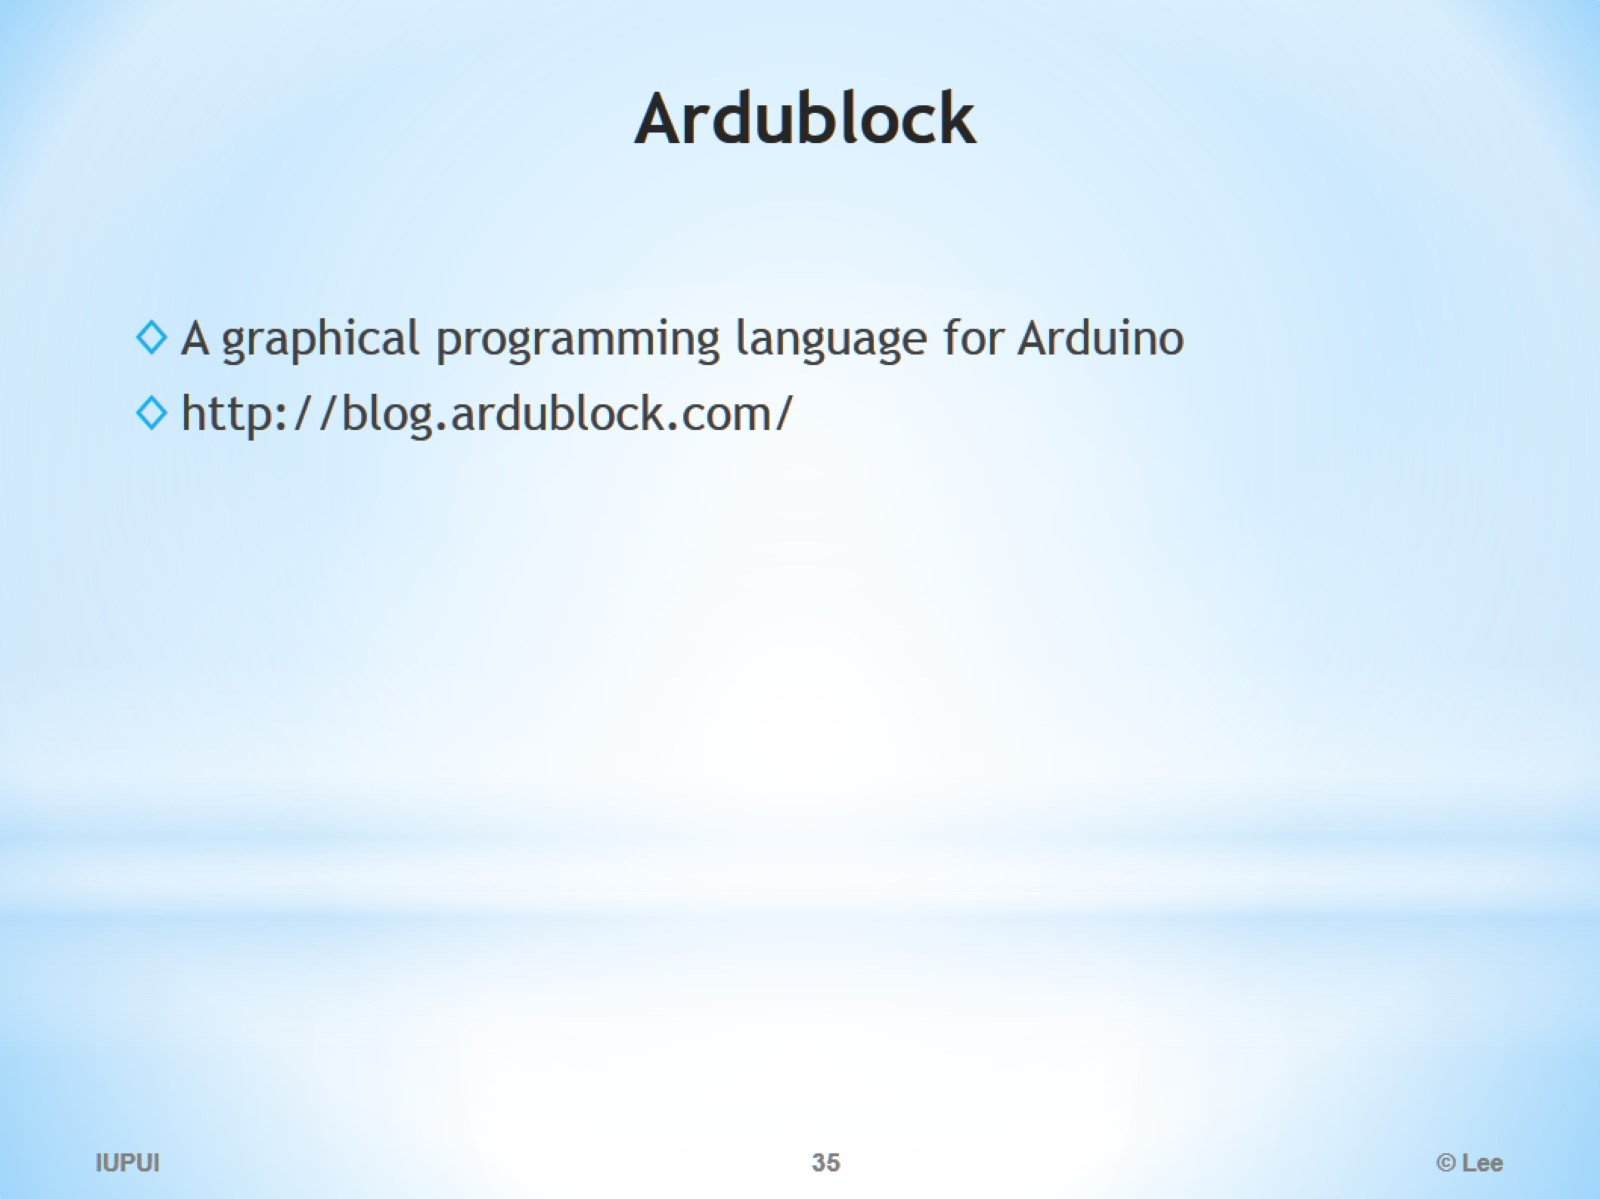 Ardublock
A graphical programming language for Arduino
http://blog.ardublock.com/
IUPUI
35
© Lee